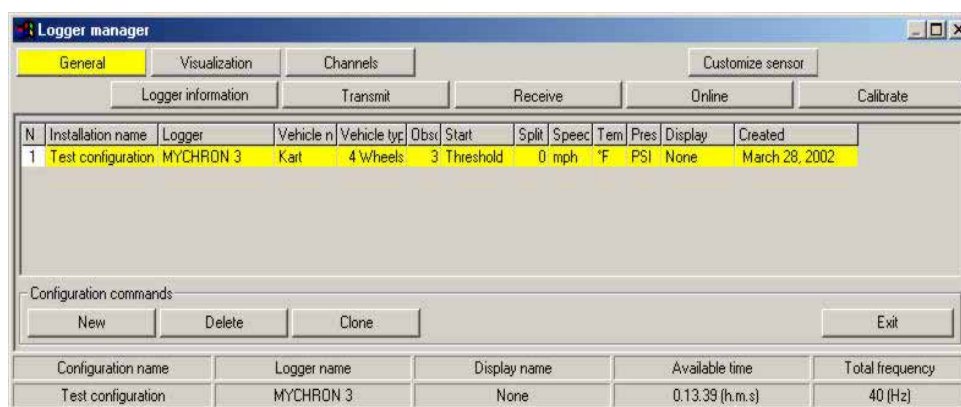 Logger manager
General Visualization Channels Customize sensor
Logger information Transmit Receive Online Calibrate
N Installation name Logger Vehicle n Vehicle typ Obsc Start Split Speec Tem Pres Display Created
1 Test configuration MYCHRON 3 Kart 4 Wheels 3 Threshold 0 mph °F PSI None March 28, 2002
Configuration commands
New Delete Clone Exit
Configuration name Logger name Display name Available time Total frequency
Test configuration MYCHRON 3 None 0.13.39 (h.m.s) 40 (Hz)